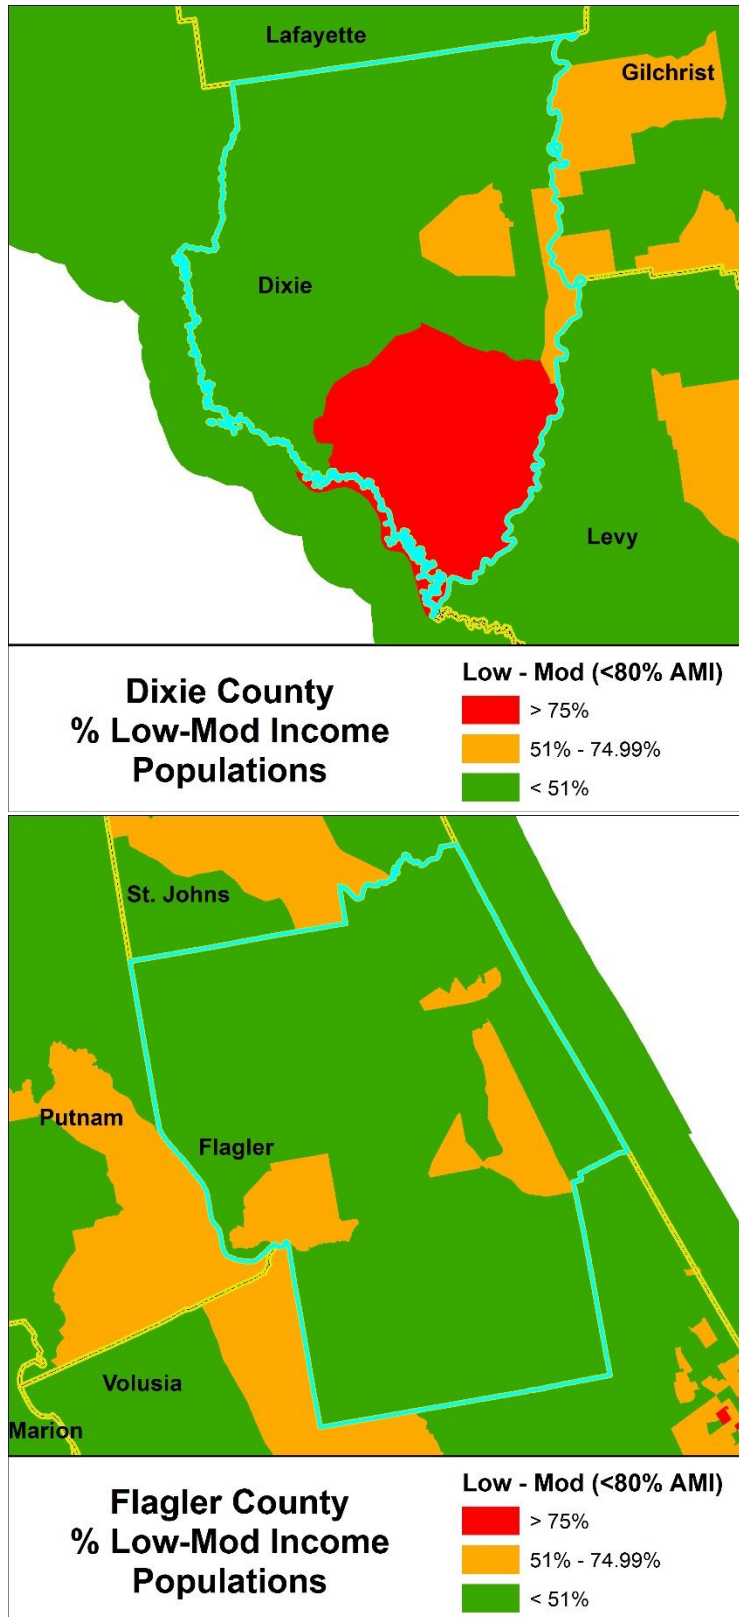 Lafayette
Gilchrist
Dixie
Levy
Dixie County
% Low-Mod Income
Populations
Low - Mod (<80% AMI)
> 75%
51% - 74.99%
< 51%
St. Johns
Putnam
Flagler
Volusia
Marion
Flagler County
% Low-Mod Income
Populations
Low - Mod (<80% AMI)
> 75%
51% - 74.99%
< 51%